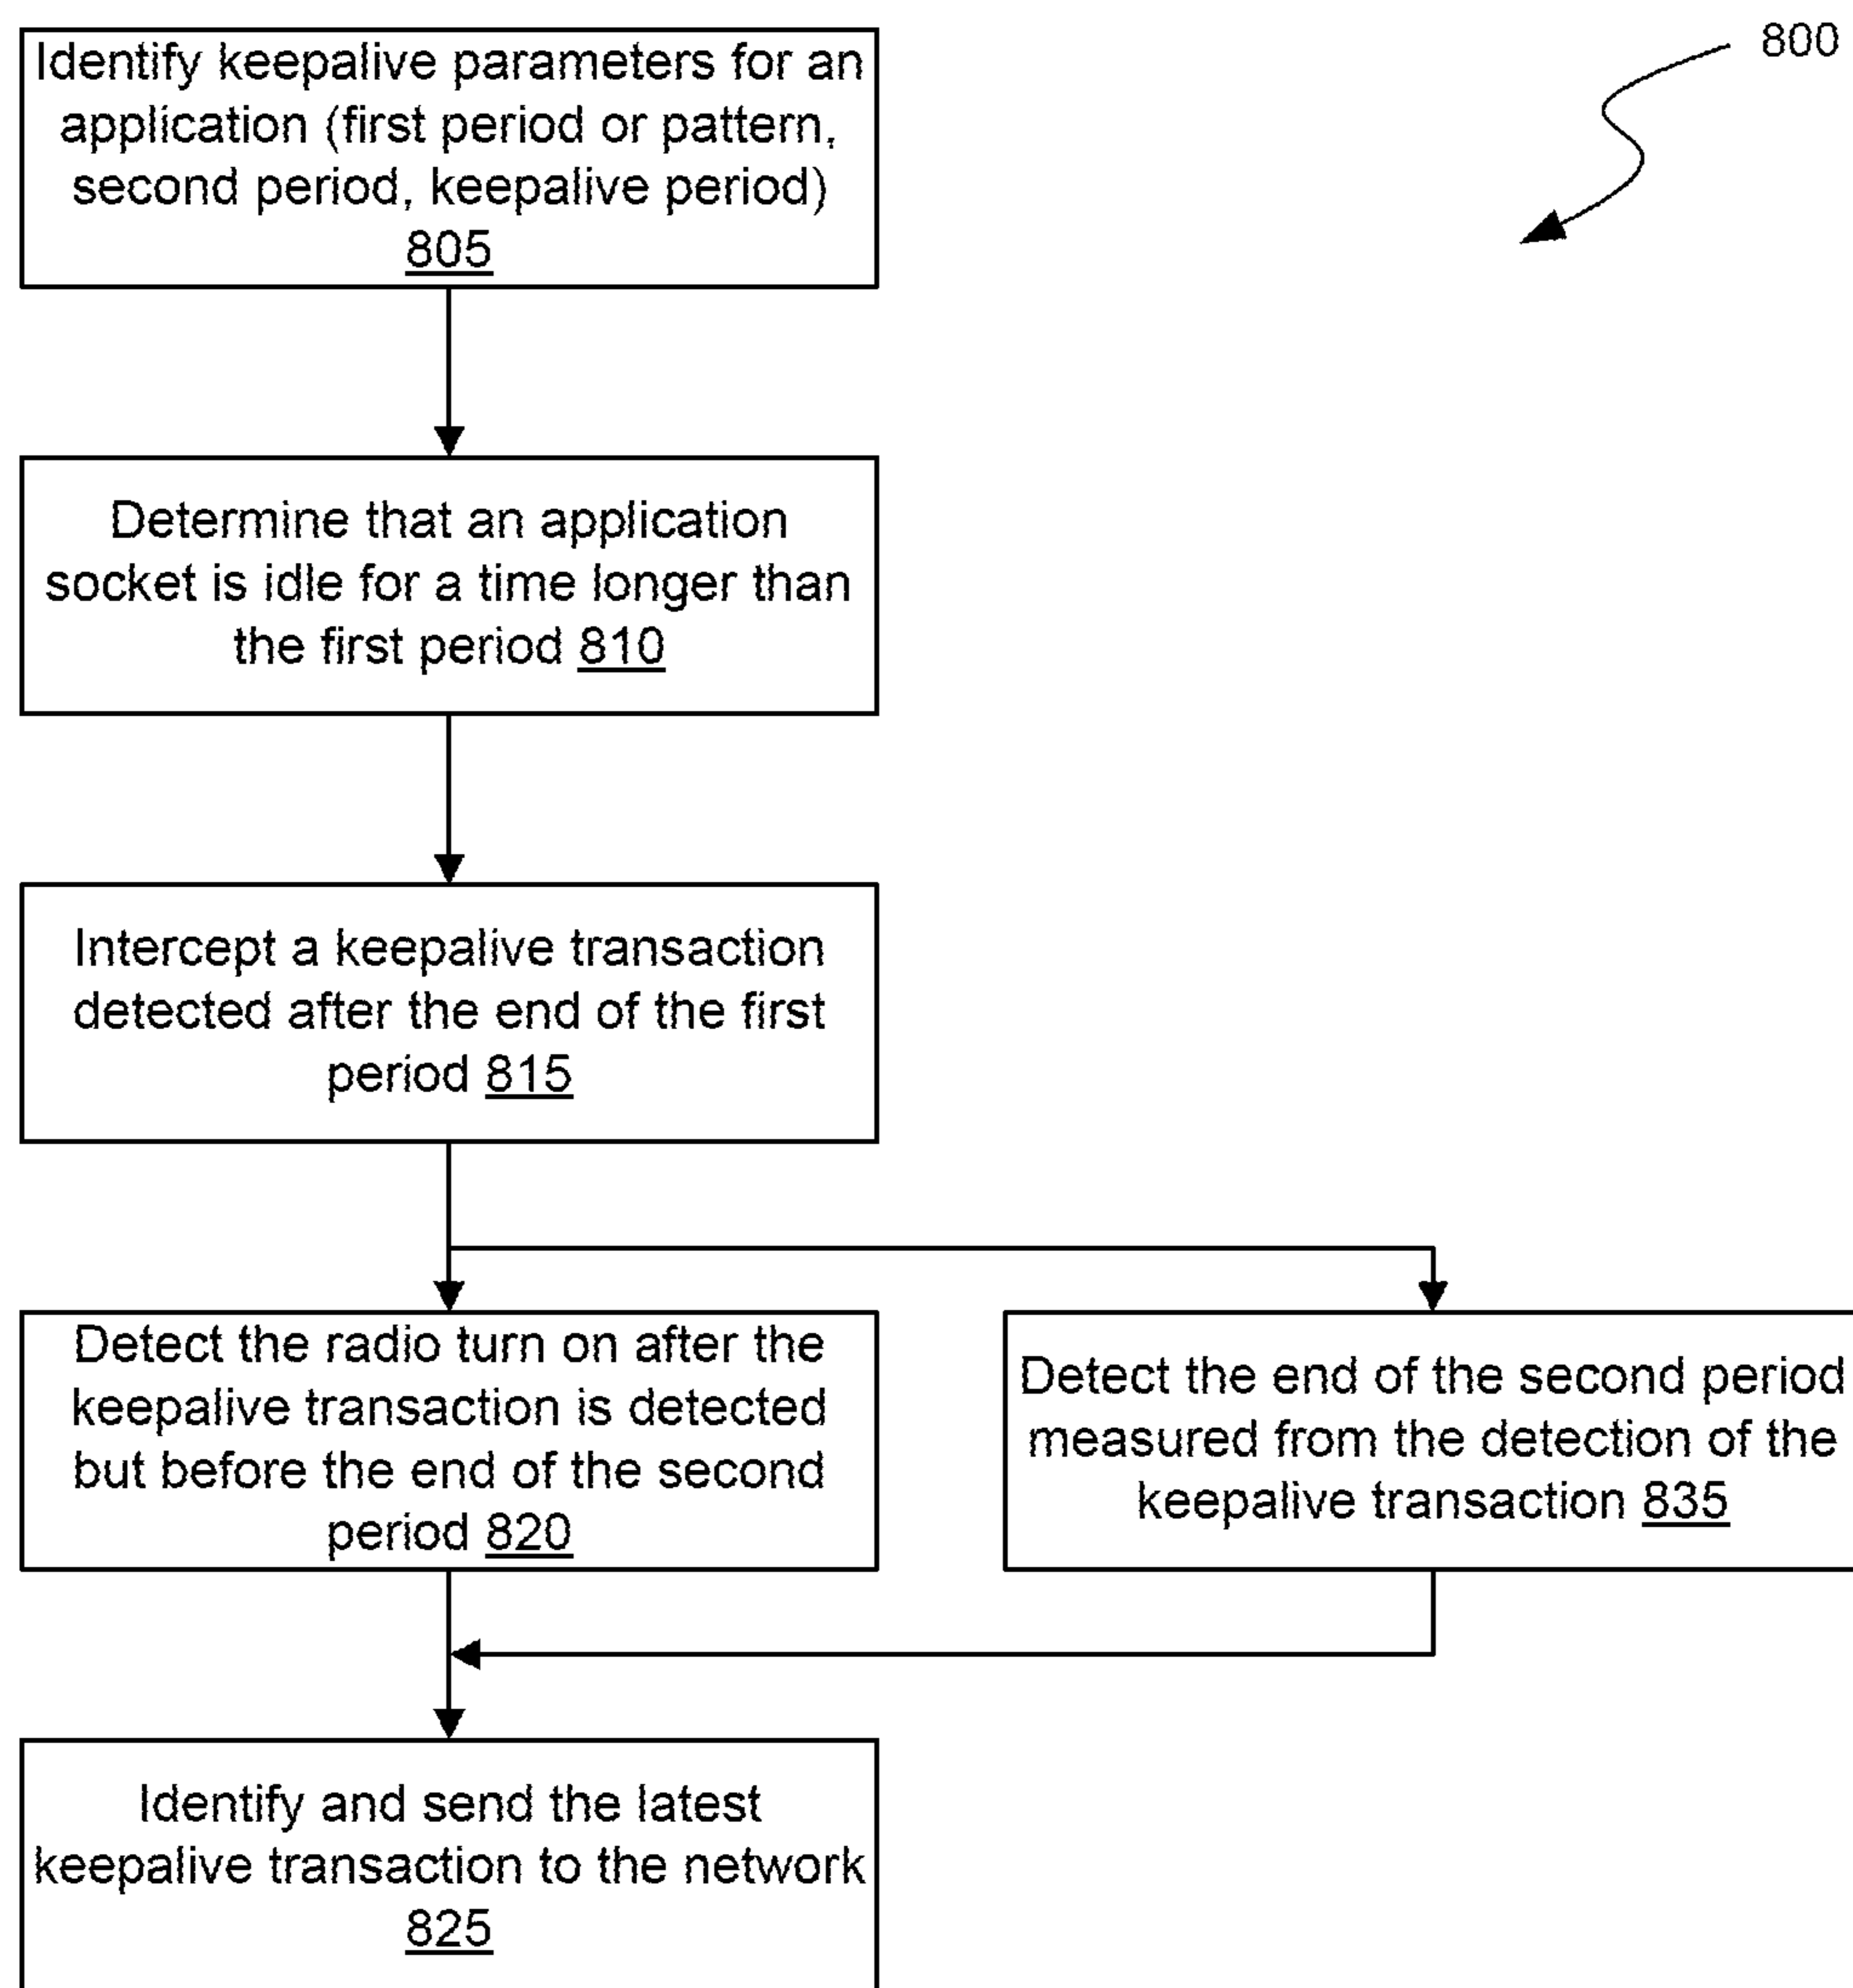 800
Identify keepalive parameters for an
application (first period or pattern,
second period, keepalive period)
805
Determine that an application
socket is idle for a time longer than
the first period 810
Intercept a keepalive transaction
detected after the end of the first
period 815
Detect the radio turn on after the
keepalive transaction is detected
but before the end of the second
period 820
Detect the end of the second period
measured from the detection of the
keepalive transaction 835
Identify and send the latest
keepalive transaction to the network
825